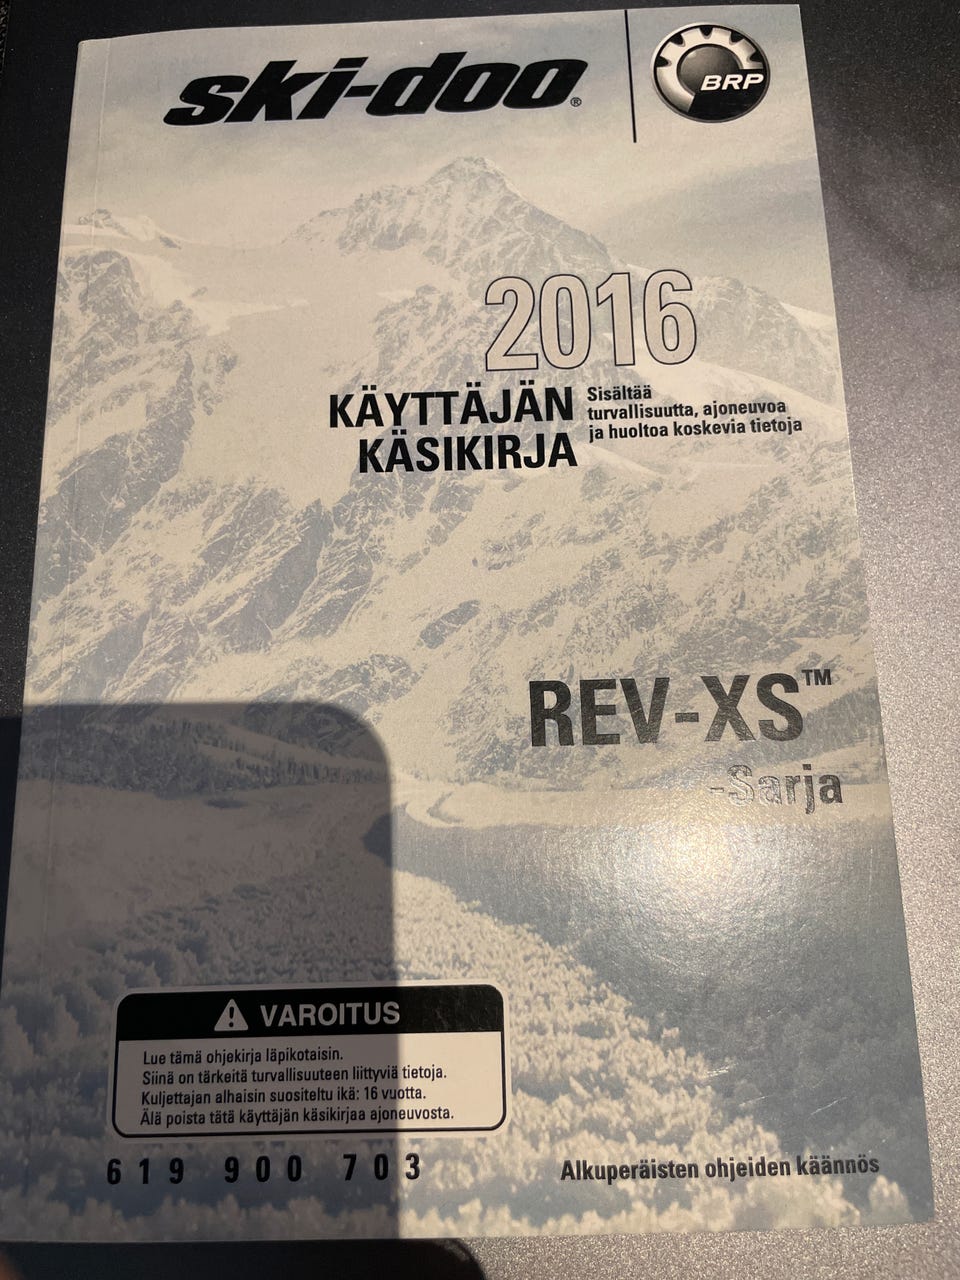 ski-doo®
BRP
2016
KÄYTTÄJÄN
KÄSIKIRJA
Sisältää
turvallisuutta, ajoneuvoa
ja huoltoa koskevia tietoja
REV-XS™
-Sarja
VAROITUS
Lue tämä ohjekirja läpikotaisin.
Siinä on tärkeitä turvallisuuteen liittyviä tietoja.
Kuljettajan alhaisin suositeltu ikä: 16 vuotta.
Älä poista tätä käyttäjän käsikirjaa ajoneuvosta.
619 900 703
Alkuperäisten ohjeiden käännös